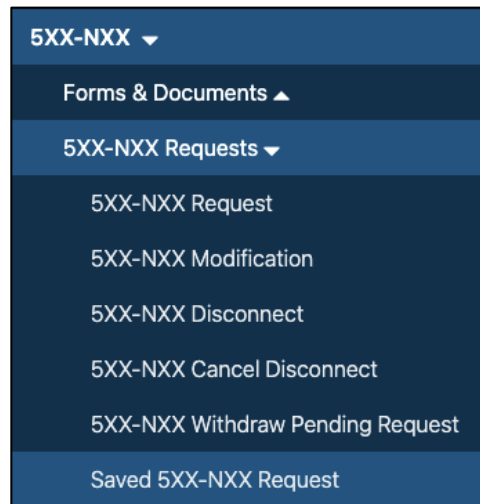 5XX-NXX
Forms & Documents
5XX-NXX Requests
5XX-NXX Request
5XX-NXX Modification
5XX-NXX Disconnect
5XX-NXX Cancel Disconnect
5XX-NXX Withdraw Pending Request
Saved 5XX-NXX Request